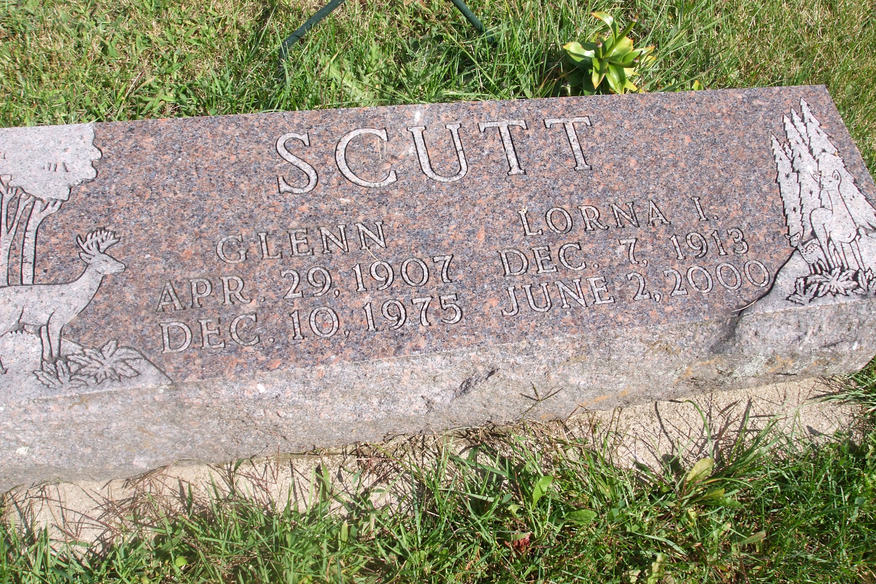 SCUTT
GLENN
APR. 29, 1907
DEC. 10, 1975
LORNA I.
DEC. 7, 1913
JUNE 2, 2000